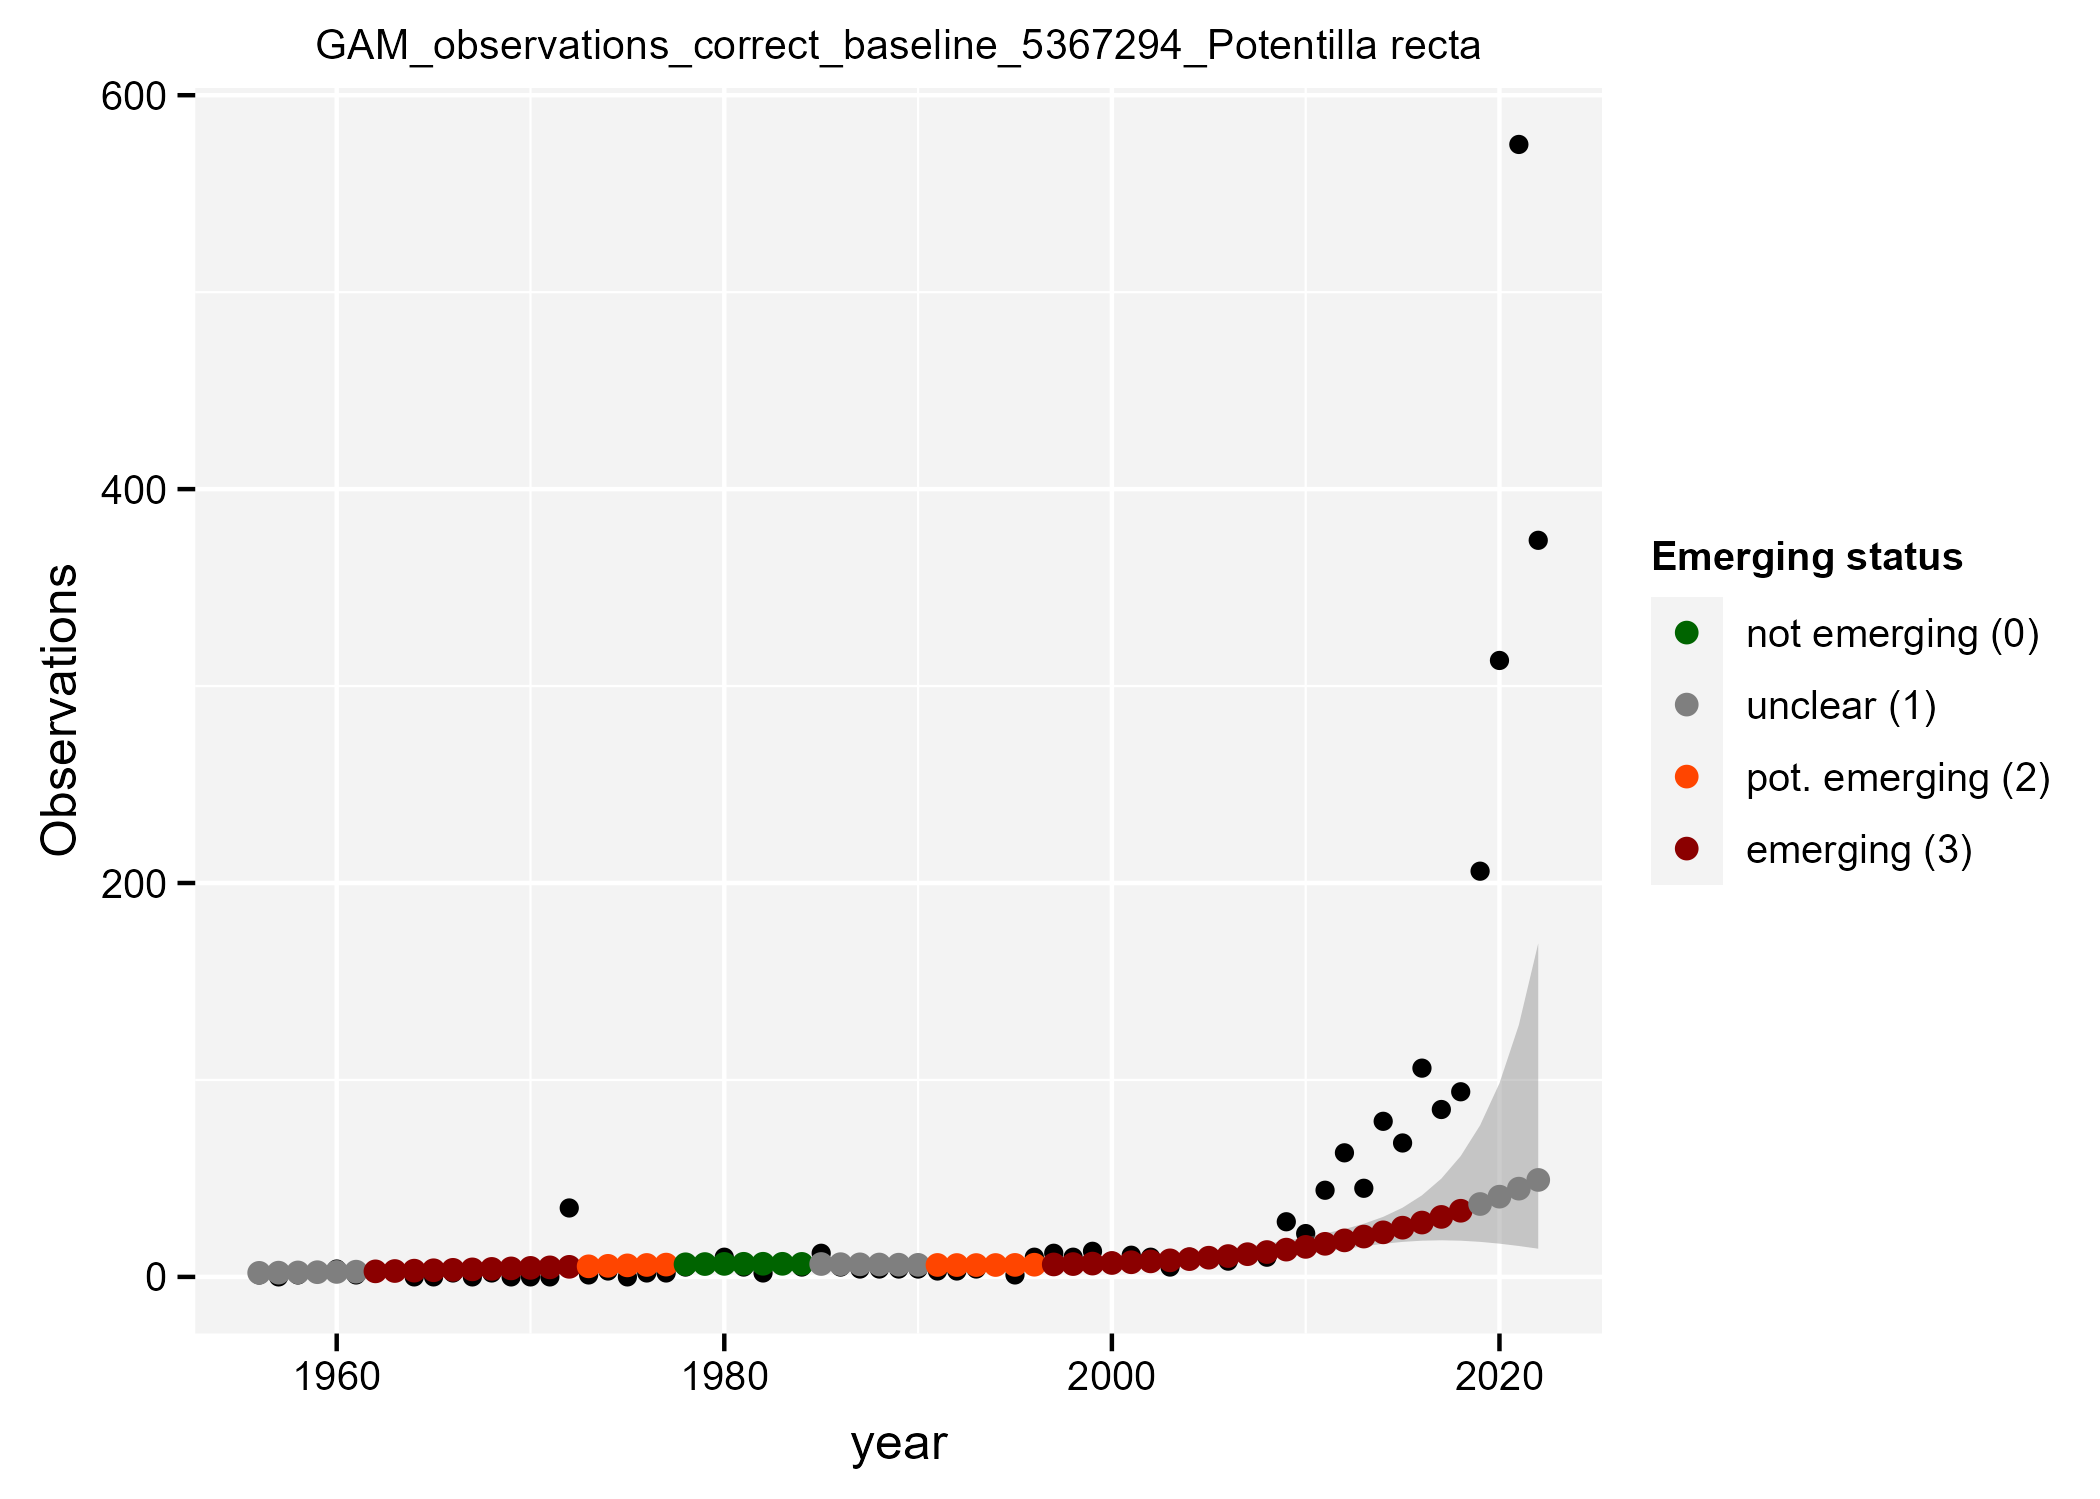 GAM_observations_correct_baseline_5367294_Potentilla recta
600
400
200
0
Observations
1960 1980 2000 2020
year
Emerging status
not emerging (0)
unclear (1)
pot. emerging (2)
emerging (3)